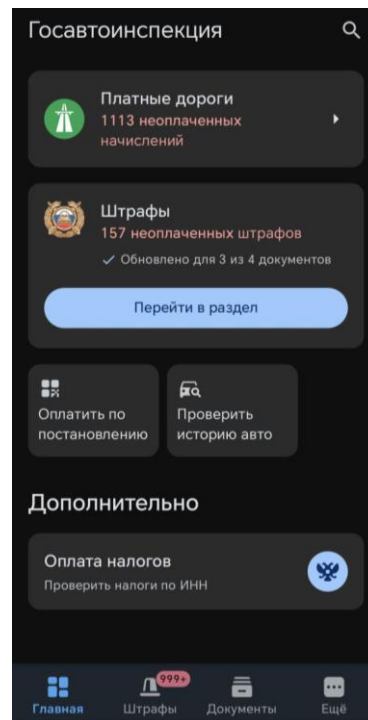 Госавтоинспекция
Платные дороги
1113 неоплаченных
начислений
Штрафы
157 неоплаченных штрафов
Обновлено для 3 из 4 документов
Перейти в раздел
Оплатить по
постановлению
Проверить
историю авто
Дополнительно
Оплата налогов
Проверить налоги по ИНН
999+
Главная
Штрафы
Документы
Ещё